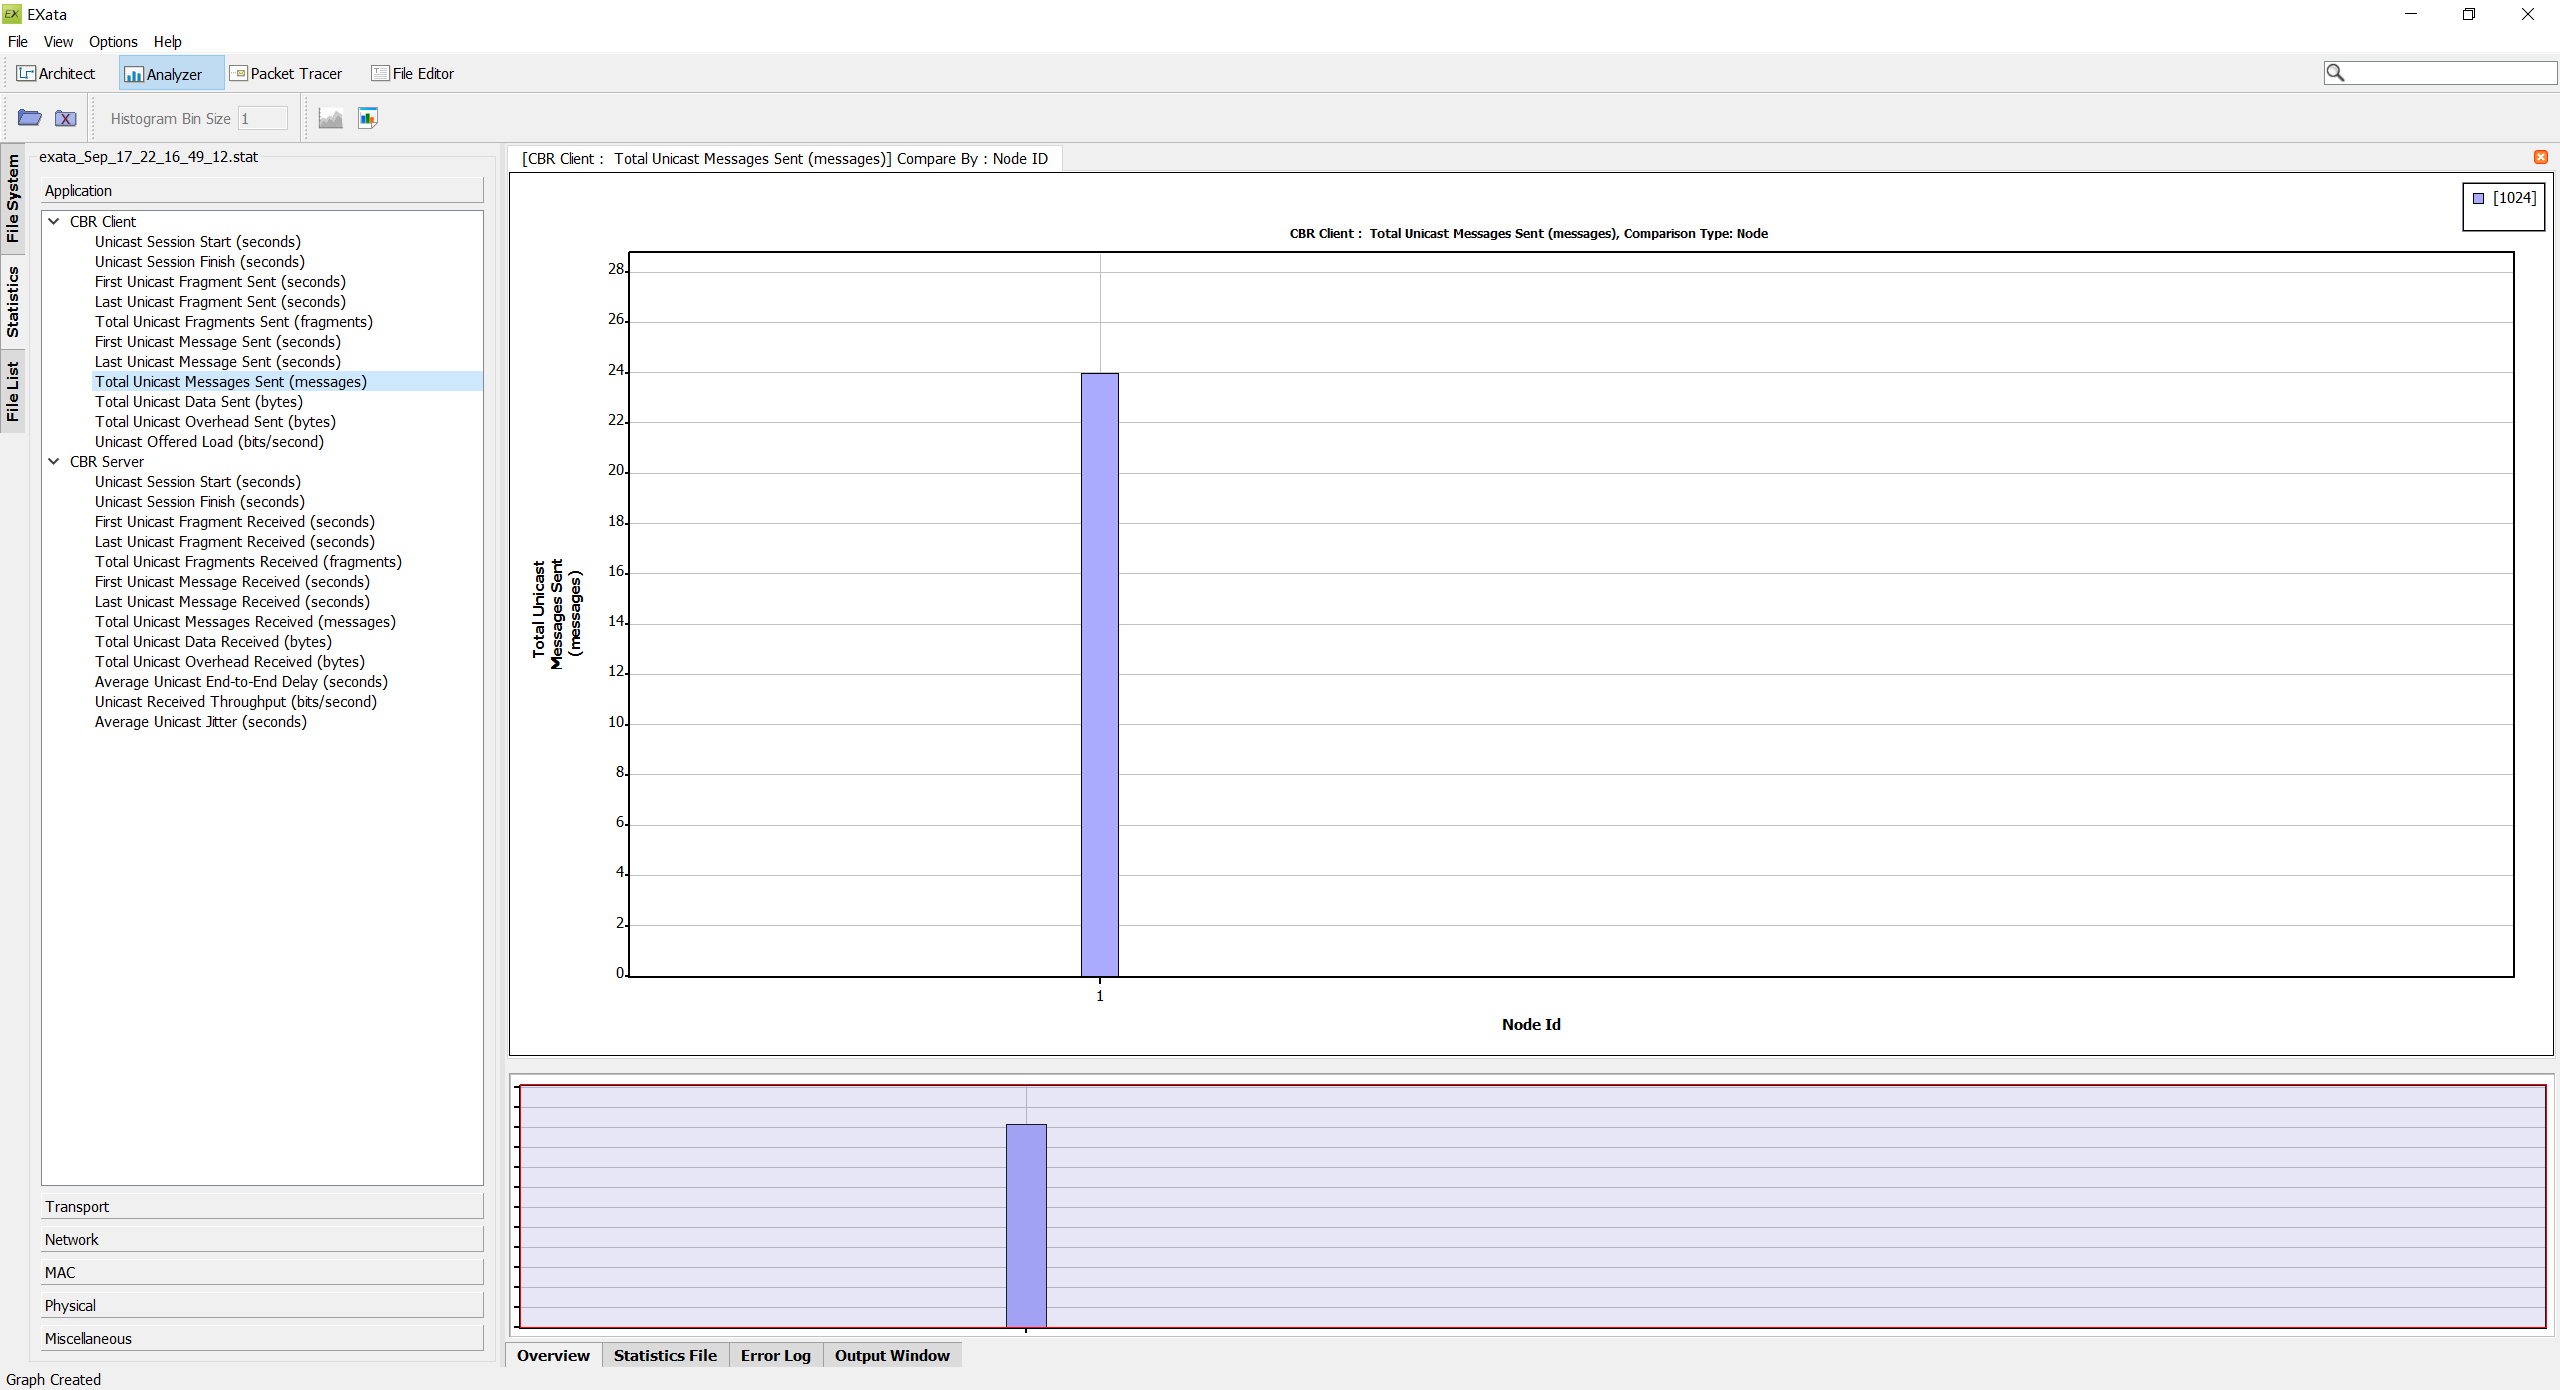 EXata
File View Options Help
Architect Analyzer Packet Tracer File Editor
Histogram Bin Size 1
File System
Statistics
File List
exata_Sep_17_22_16_49_12.stat
Application
CBR Client
Unicast Session Start (seconds)
Unicast Session Finish (seconds)
First Unicast Fragment Sent (seconds)
Last Unicast Fragment Sent (seconds)
Total Unicast Fragments Sent (fragments)
First Unicast Message Sent (seconds)
Last Unicast Message Sent (seconds)
Total Unicast Messages Sent (messages)
Total Unicast Data Sent (bytes)
Total Unicast Overhead Sent (bytes)
Unicast Offered Load (bits/second)
CBR Server
Unicast Session Start (seconds)
Unicast Session Finish (seconds)
First Unicast Fragment Received (seconds)
Last Unicast Fragment Received (seconds)
Total Unicast Fragments Received (fragments)
First Unicast Message Received (seconds)
Last Unicast Message Received (seconds)
Total Unicast Messages Received (messages)
Total Unicast Data Received (bytes)
Total Unicast Overhead Received (bytes)
Average Unicast End-to-End Delay (seconds)
Unicast Received Throughput (bits/second)
Average Unicast Jitter (seconds)
Transport
Network
MAC
Physical
Miscellaneous
[CBR Client : Total Unicast Messages Sent (messages)] Compare By : Node ID
[1024]
CBR Client : Total Unicast Messages Sent (messages), Comparison Type: Node
28
26
24
22
20
18
16
14
12
10
8
6
4
2
0
Total Unicast
Messages Sent
(messages)
1
Node Id
Overview Statistics File Error Log Output Window
Graph Created